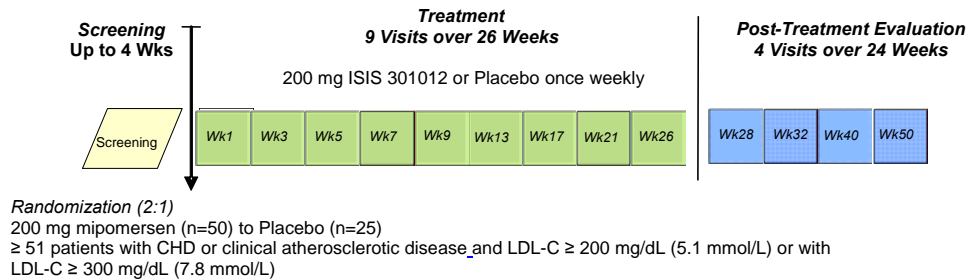 Screening
Up to 4 Wks
Treatment
9 Visits over 26 Weeks
Post-Treatment Evaluation
4 Visits over 24 Weeks
200 mg ISIS 301012 or Placebo once weekly
Screening
Wk1 Wk3 Wk5 Wk7 Wk9 Wk13 Wk17 Wk21 Wk26
Wk28 Wk32 Wk40 Wk50
Randomization (2:1)
200 mg mipomersen (n=50) to Placebo (n=25)
≥ 51 patients with CHD or clinical atherosclerotic disease and LDL-C ≥ 200 mg/dL (5.1 mmol/L) or with
LDL-C ≥ 300 mg/dL (7.8 mmol/L)